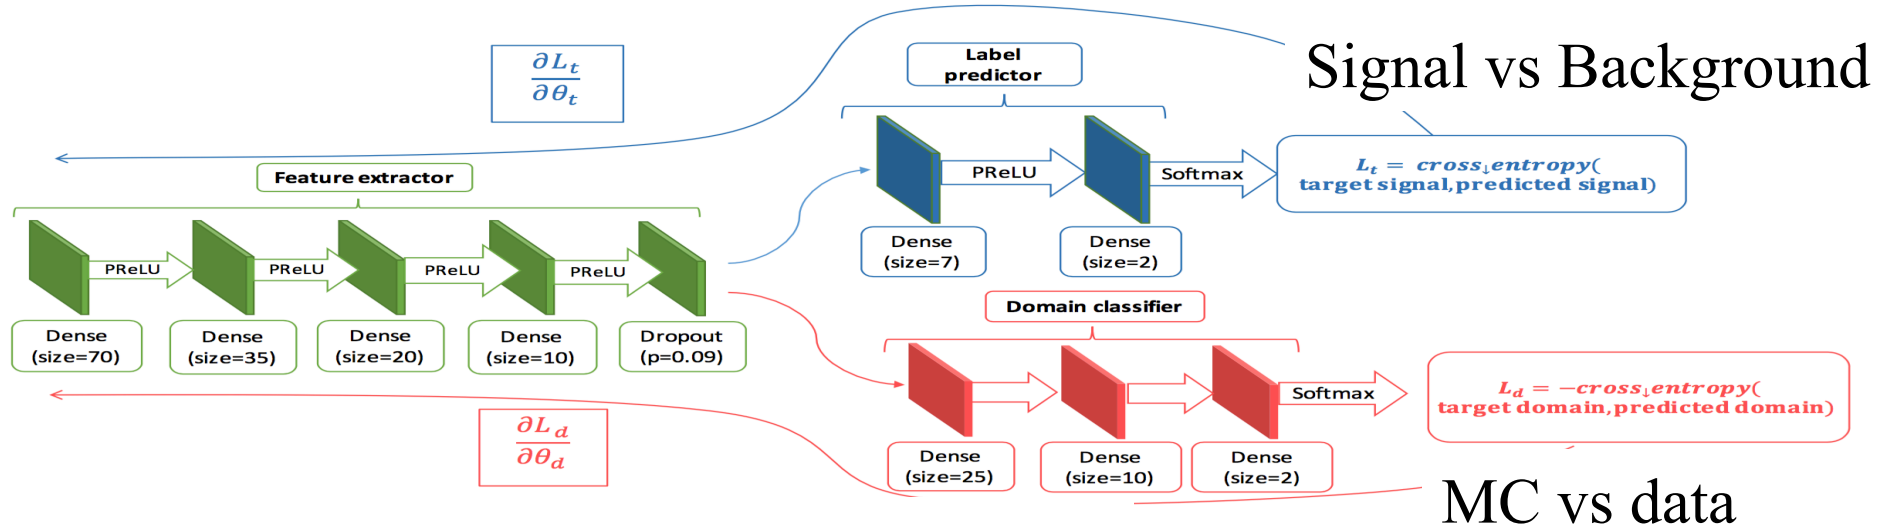 Signal vs Background
∂L_t
∂θ_t
Label
predictor
L_t = cross↓entropy(
target signal,predicted signal)
PReLU
Softmax
Dense
(size=7)
Dense
(size=2)
Feature extractor
PReLU
PReLU
PReLU
PReLU
Dense
(size=70)
Dense
(size=35)
Dense
(size=20)
Dense
(size=10)
Dropout
(p=0.09)
Domain classifier
Softmax
L_d = −cross↓entropy(
target domain,predicted domain)
∂L_d
∂θ_d
Dense
(size=25)
Dense
(size=10)
Dense
(size=2)
MC vs data